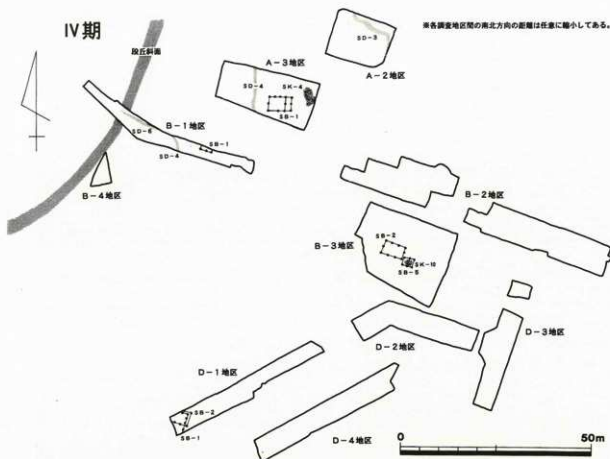 IV期
※各調査地区間の南北方向の距離は任意に縮小してある。
段丘斜面
SD-3
A-2地区
A-3地区
SD-4
SK-4
SB-1
B-1地区
SD-6
SD-4
SB-1
B-4地区
B-2地区
B-3地区
SB-2
SK-10
SB-5
D-3地区
D-2地区
D-1地区
SB-2
SB-1
D-4地区
0
50m